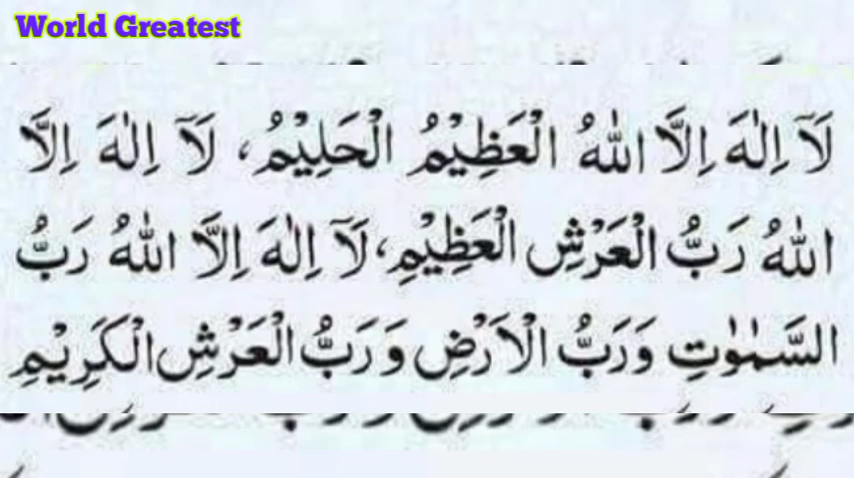 World Greatest
لَآ اِلٰهَ اِلَّا اللّٰهُ الْعَظِيْمُ الْحَلِيْمُ، لَآ اِلٰهَ اِلَّا
اللّٰهُ رَبُّ الْعَرْشِ الْعَظِيْمِ، لَآ اِلٰهَ اِلَّا اللّٰهُ رَبُّ
السَّمٰوٰتِ وَرَبُّ الْاَرْضِ وَرَبُّ الْعَرْشِ الْكَرِيْمِ